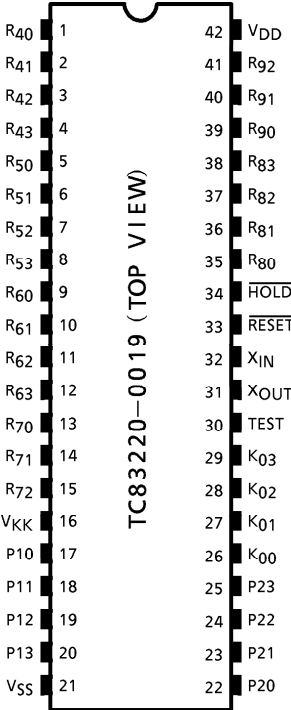 R40 1 42 VDD
R41 2 41 R92
R42 3 40 R91
R43 4 39 R90
R50 5 38 R83
R51 6 37 R82
R52 7 36 R81
R53 8 35 R80
R60 9 34 HOLD
R61 10 33 RESET
R62 11 32 XIN
R63 12 31 XOUT
R70 13 30 TEST
R71 14 29 K03
R72 15 28 K02
VKK 16 27 K01
P10 17 26 K00
P11 18 25 P23
P12 19 24 P22
P13 20 23 P21
VSS 21 22 P20
TC83220-0019 (TOP VIEW)